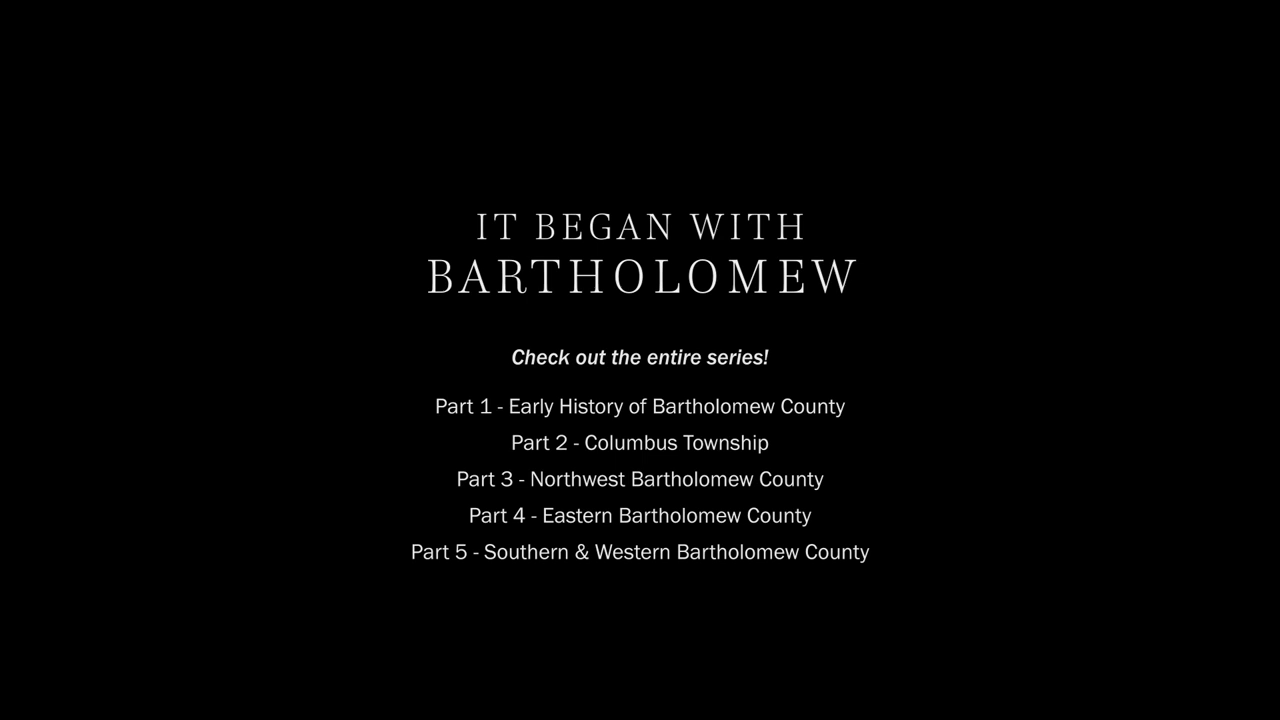 IT BEGAN WITH
BARTHOLOMEW
Check out the entire series!
Part 1 - Early History of Bartholomew County
Part 2 - Columbus Township
Part 3 - Northwest Bartholomew County
Part 4 - Eastern Bartholomew County
Part 5 - Southern & Western Bartholomew County